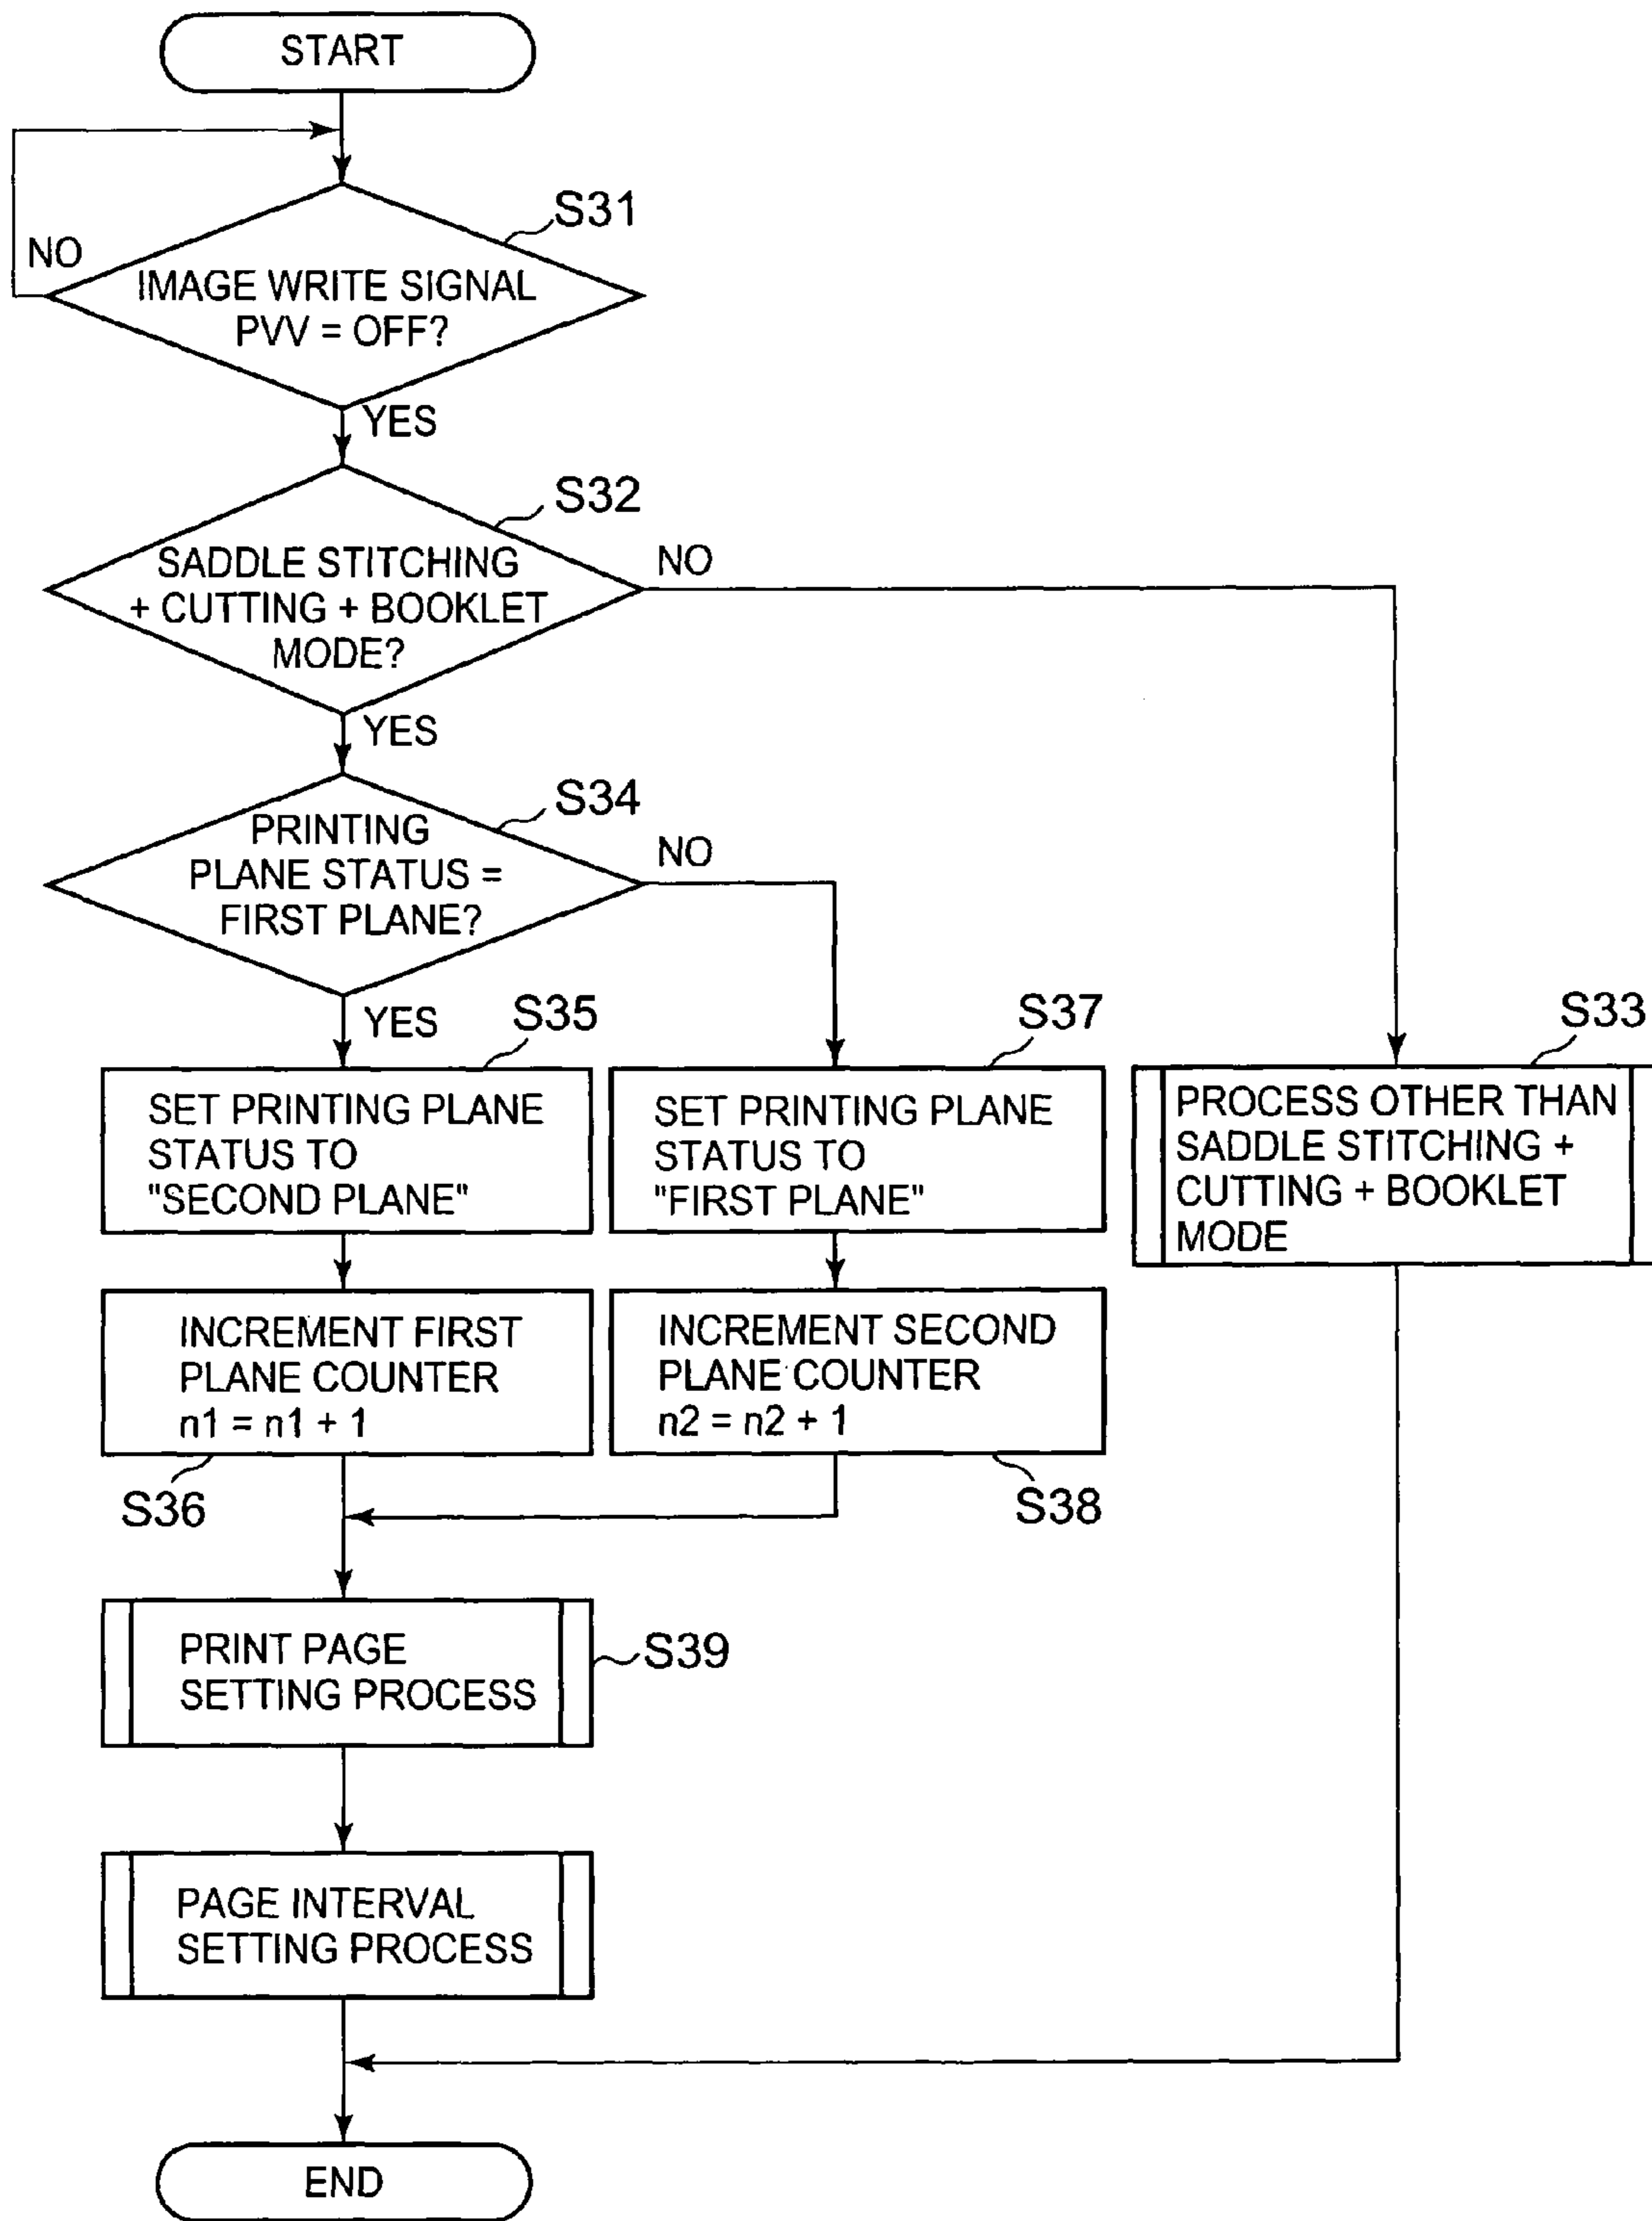 START
S31
NO
IMAGE WRITE SIGNAL
PVV = OFF?
YES
S32
SADDLE STITCHING
+ CUTTING + BOOKLET
MODE?
NO
YES
S34
PRINTING
PLANE STATUS =
FIRST PLANE?
NO
YES
S35
SET PRINTING PLANE
STATUS TO
"SECOND PLANE"
S37
SET PRINTING PLANE
STATUS TO
"FIRST PLANE"
S33
PROCESS OTHER THAN
SADDLE STITCHING +
CUTTING + BOOKLET
MODE
INCREMENT FIRST
PLANE COUNTER
n1 = n1 + 1
S36
INCREMENT SECOND
PLANE COUNTER
n2 = n2 + 1
S38
PRINT PAGE
SETTING PROCESS
S39
PAGE INTERVAL
SETTING PROCESS
END